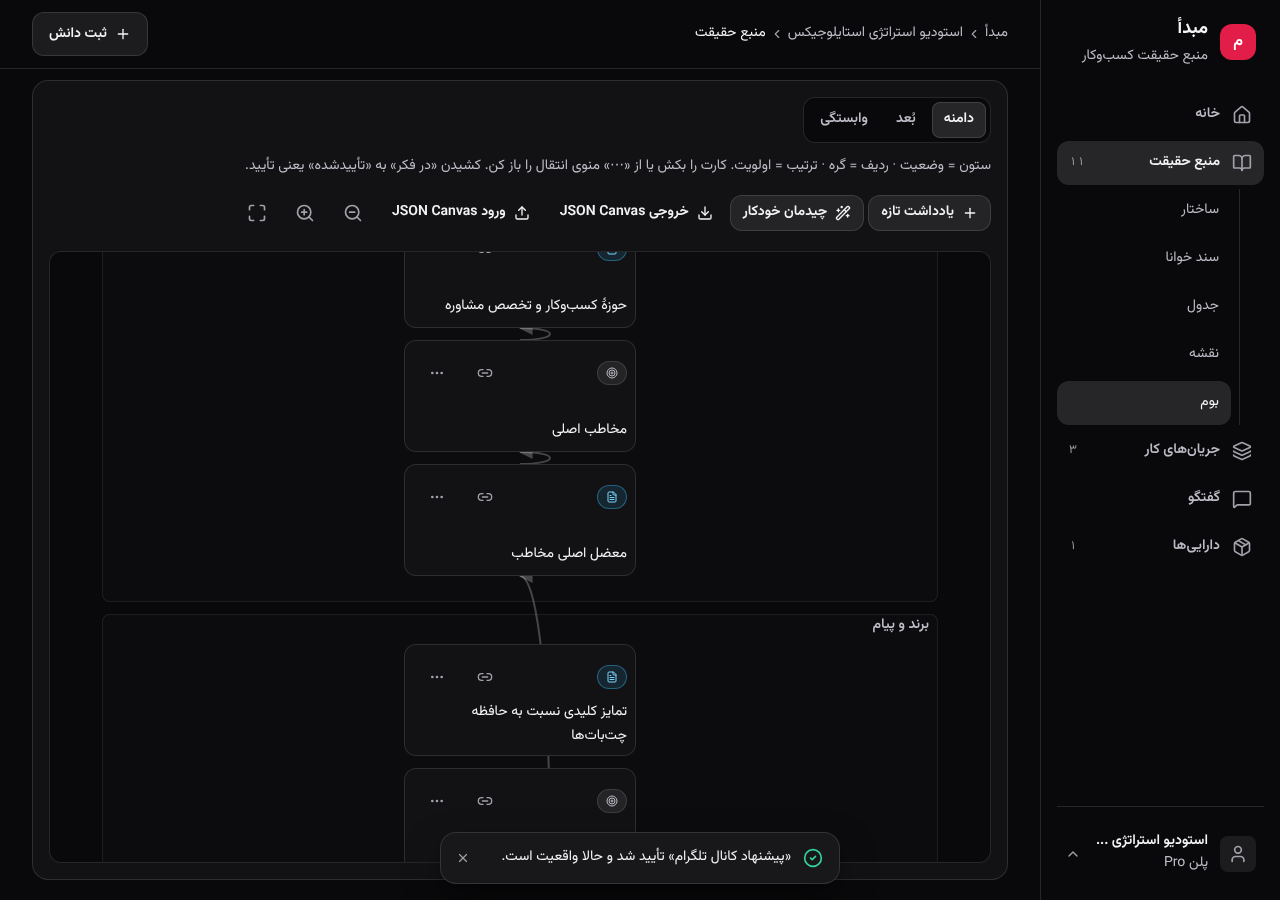 م
مبدأ
منبع حقیقت کسب‌وکار
خانه
منبع حقیقت
۱۱
ساختار
سند خوانا
جدول
نقشه
بوم
جریان‌های کار
۳
گفتگو
دارایی‌ها
۱
استودیو استراتژی ...
پلن Pro
مبدأ › استودیو استراتژی استایلوجیکس › منبع حقیقت
+ ثبت دانش
دامنه
بُعد
وابستگی
ستون = وضعیت · ردیف = گره · ترتیب = اولویت. کارت را بکش یا از «⋯» منوی انتقال را باز کن. کشیدن «در فکر» به «تأییدشده» یعنی تأیید.
+ یادداشت تازه
چیدمان خودکار
خروجی JSON Canvas
ورود JSON Canvas
حوزهٔ کسب‌وکار و تخصص مشاوره
مخاطب اصلی
معضل اصلی مخاطب
برند و پیام
تمایز کلیدی نسبت به حافظه
چت‌بات‌ها
«پیشنهاد کانال تلگرام» تأیید شد و حالا واقعیت است.